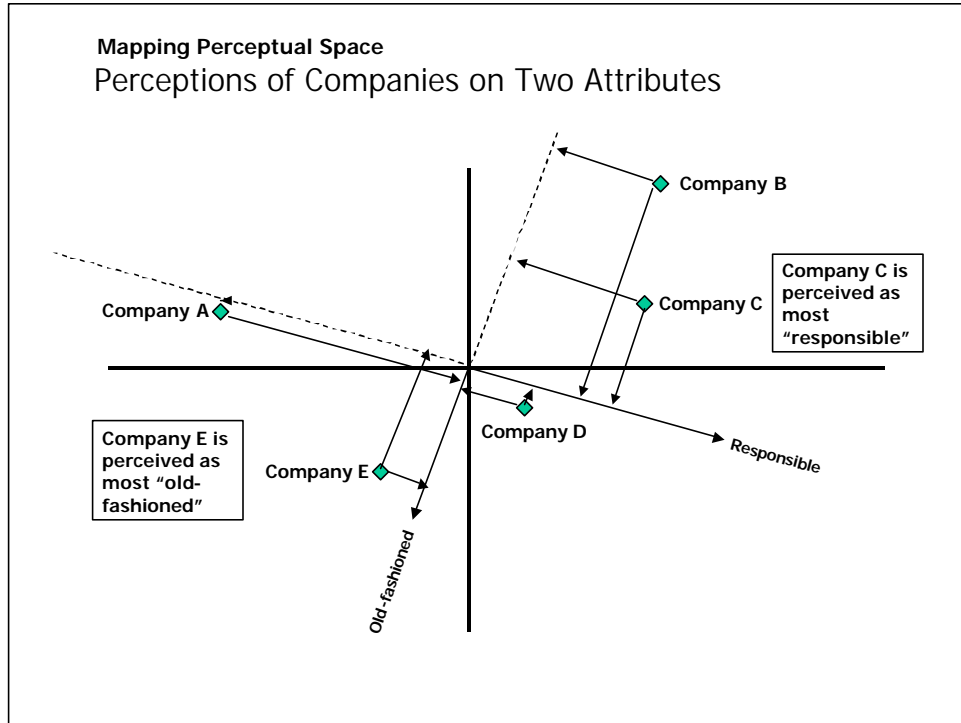 Mapping Perceptual Space
Perceptions of Companies on Two Attributes
Company B
Company C
Company C is
perceived as
most
“responsible”
Company A
Company D
Company E is
perceived as
most “old-
fashioned”
Company E
Responsible
Old-fashioned